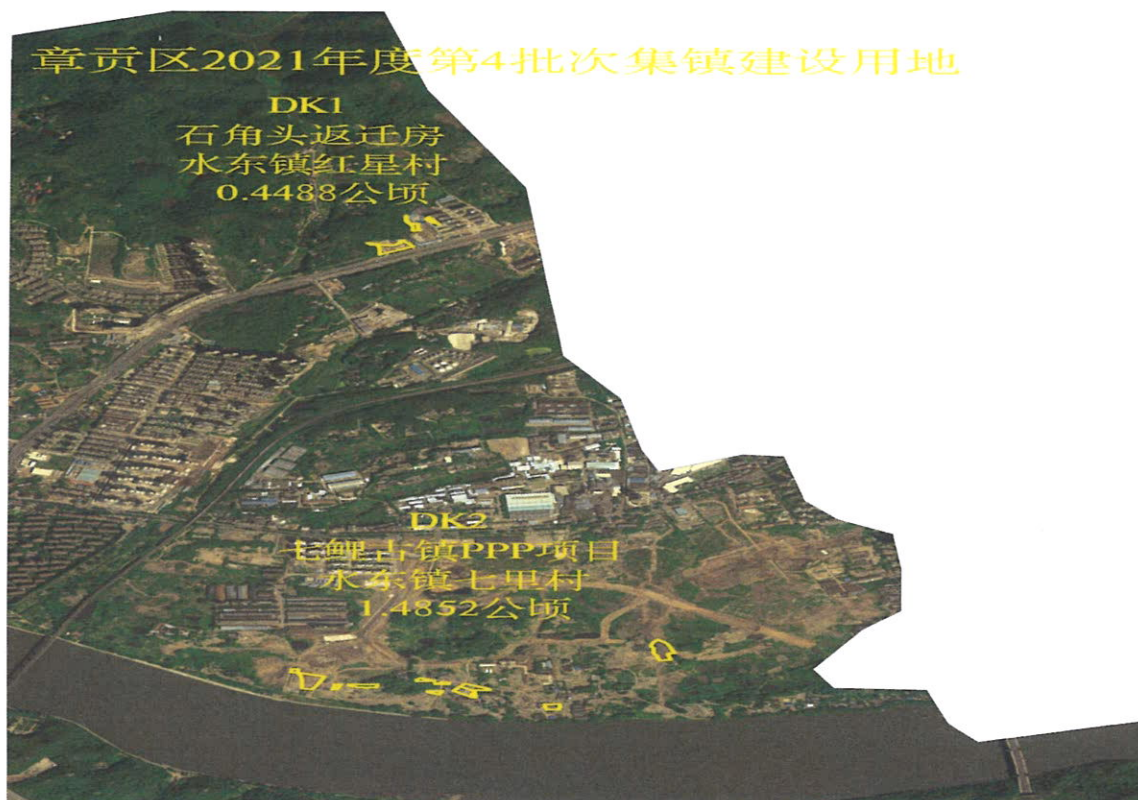 章贡区2021年度第4批次集镇建设用地
DK1
石角头返迁房
水东镇红星村
0.4488公顷
DK2
七鲤古镇PPP项目
水东镇七里村
1.4852公顷